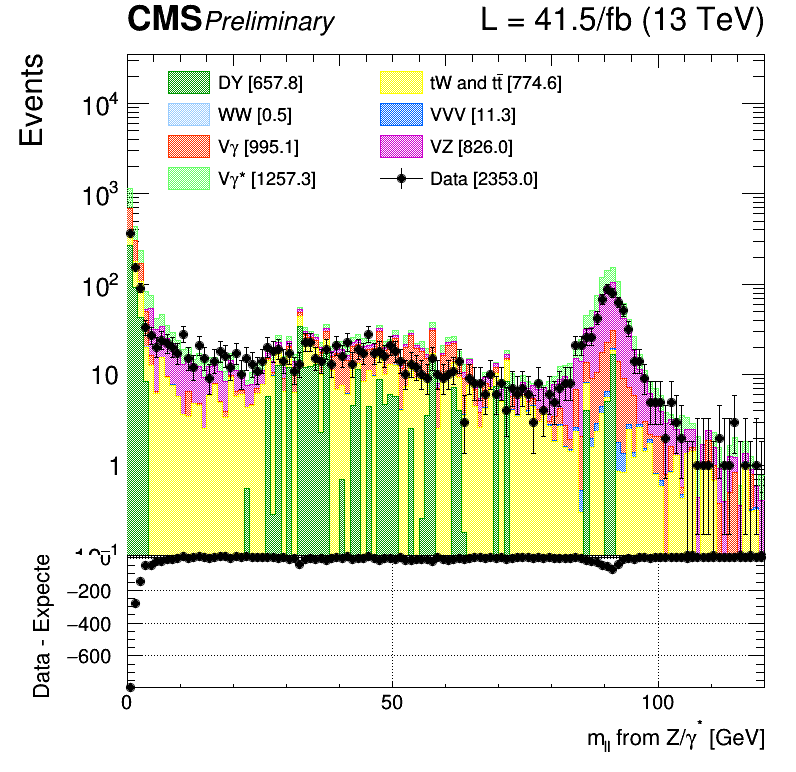 CMS Preliminary L = 41.5/fb (13 TeV)
Events
DY [657.8] tW and tt̄ [774.6]
WW [0.5] VVV [11.3]
Vγ [995.1] VZ [826.0]
Vγ* [1257.3] Data [2353.0]
10⁴
10³
10²
10
1
Data - Expecte
−200
−400
−600
0 50 100
m_ll from Z/γ* [GeV]